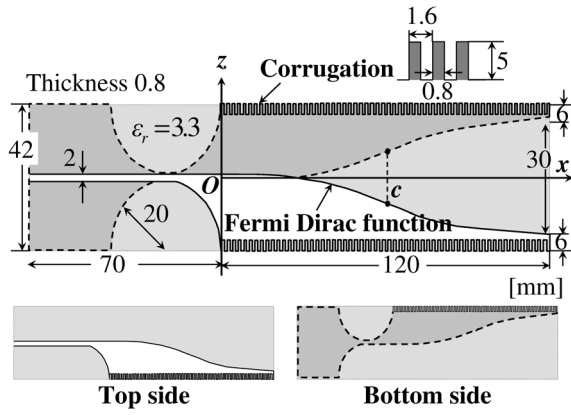 1.6
5
0.8
z
Corrugation
Thickness 0.8
εr =3.3
6
42
2
30
x
O
c
20
Fermi Dirac function
6
70
120
[mm]
Top side
Bottom side